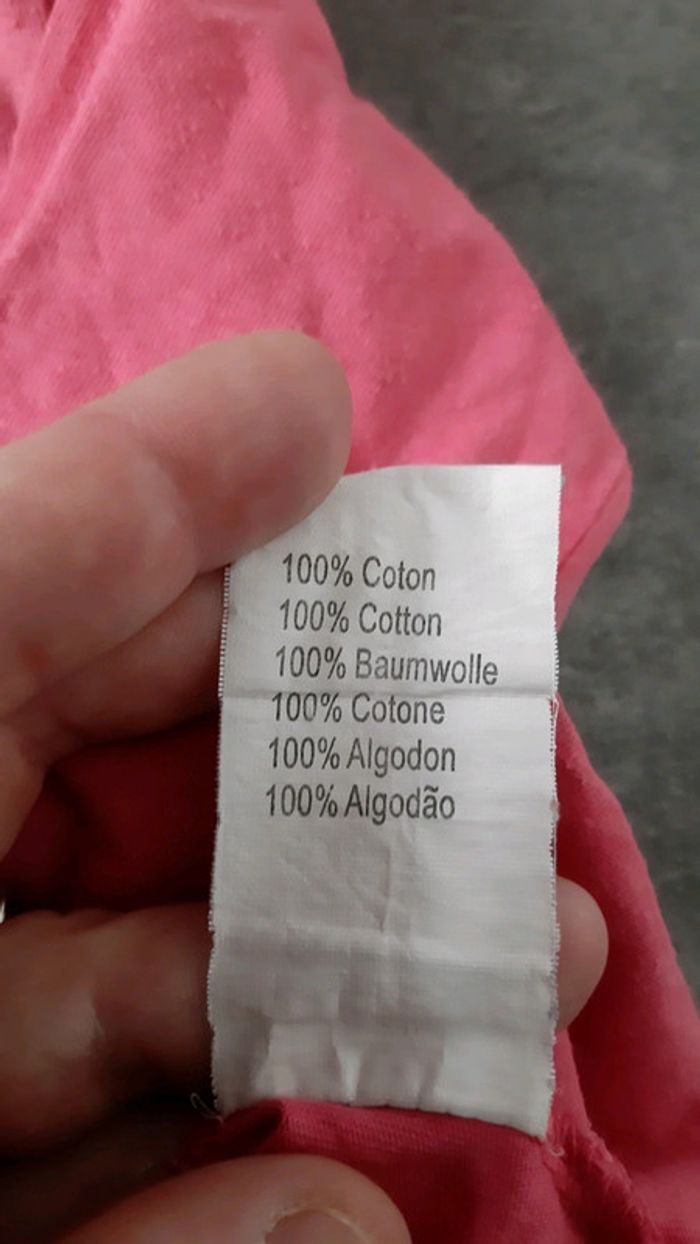 100% Coton
100% Cotton
100% Baumwolle
100% Cotone
100% Algodon
100% Algodão